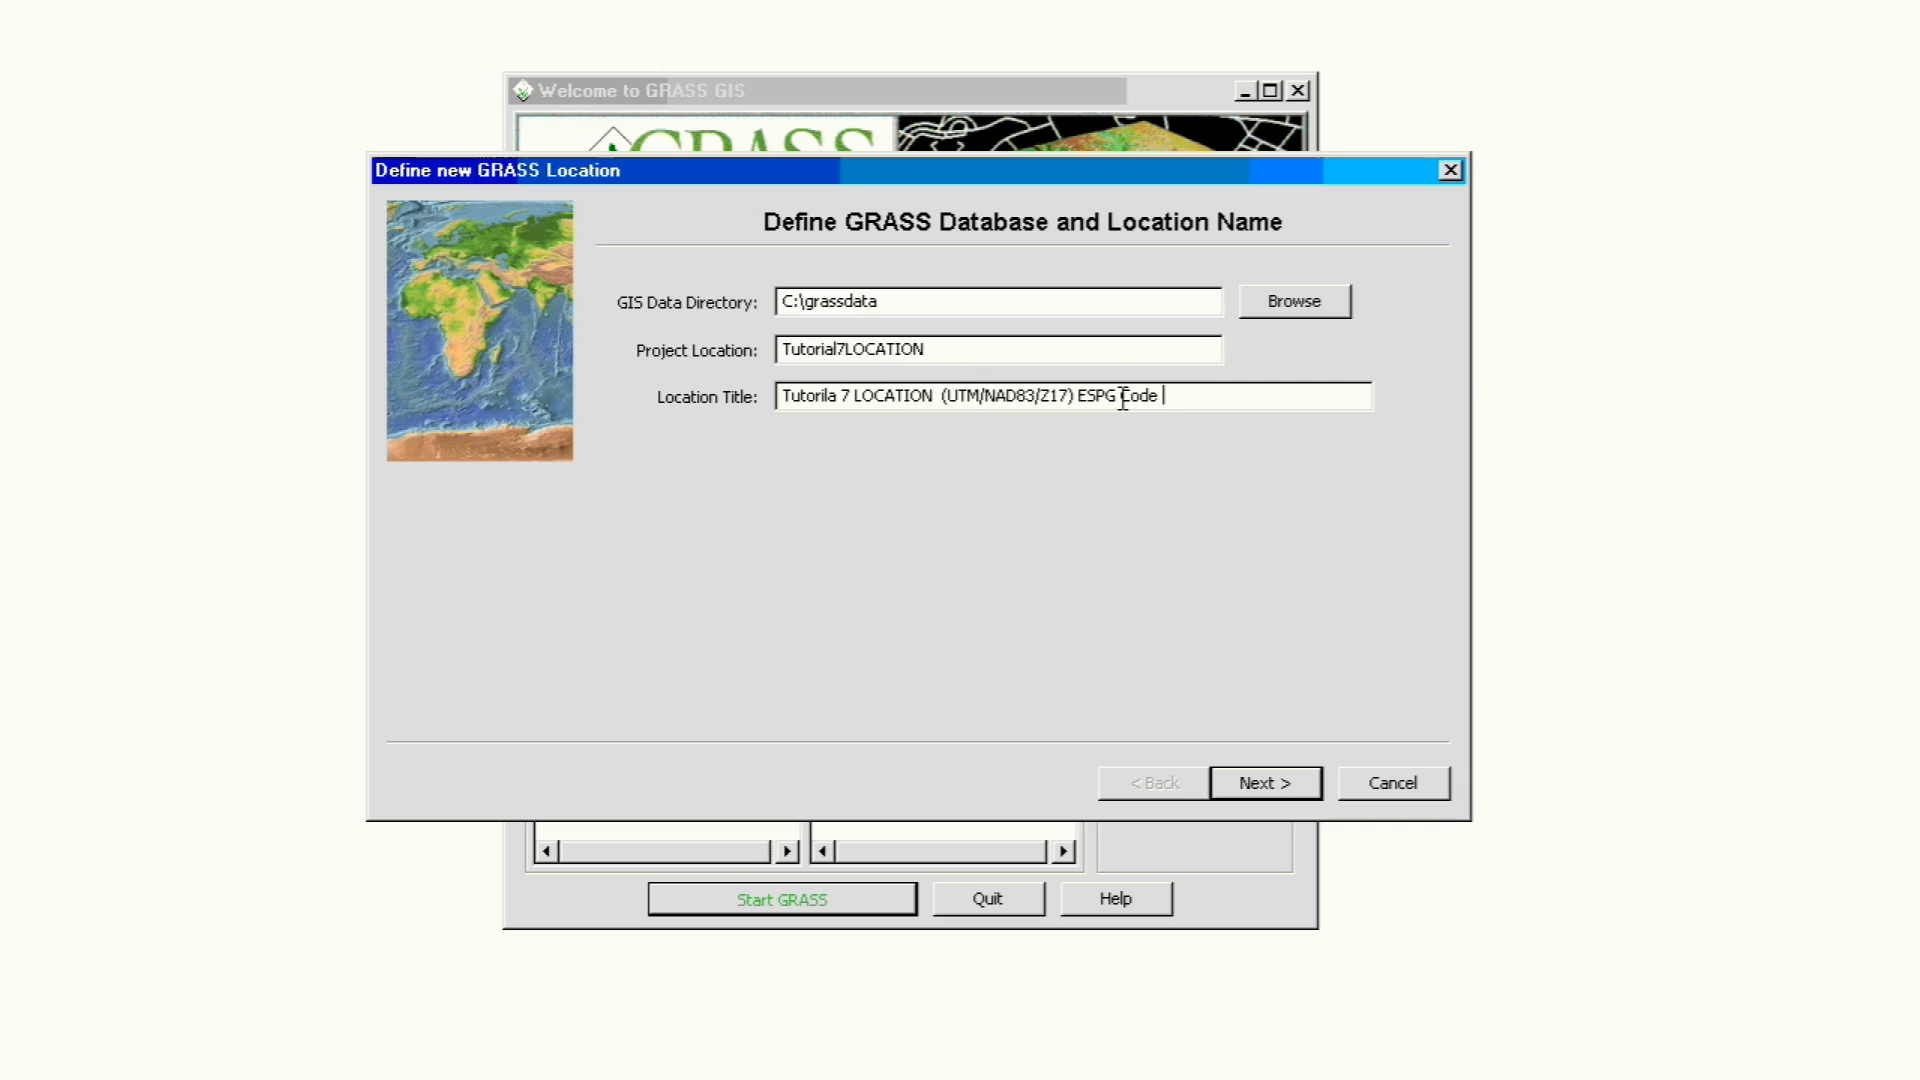 Welcome to GRASS GIS
GRASS
Define new GRASS Location
Define GRASS Database and Location Name
GIS Data Directory: C:\grassdata Browse
Project Location: Tutorial7LOCATION
Location Title: Tutorila 7 LOCATION (UTM/NAD83/Z17) ESPG Code
< Back Next > Cancel
Start GRASS Quit Help